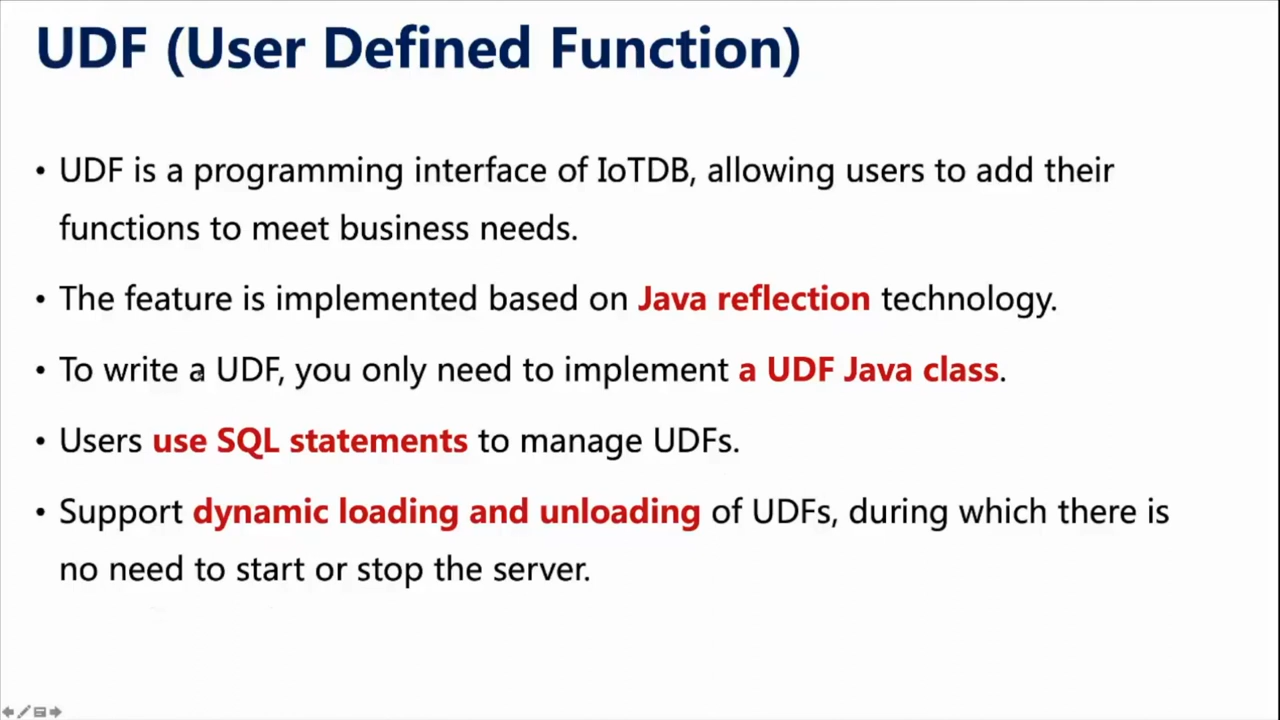 UDF (User Defined Function)
• UDF is a programming interface of IoTDB, allowing users to add their
functions to meet business needs.
• The feature is implemented based on Java reflection technology.
• To write a UDF, you only need to implement a UDF Java class.
• Users use SQL statements to manage UDFs.
• Support dynamic loading and unloading of UDFs, during which there is
no need to start or stop the server.